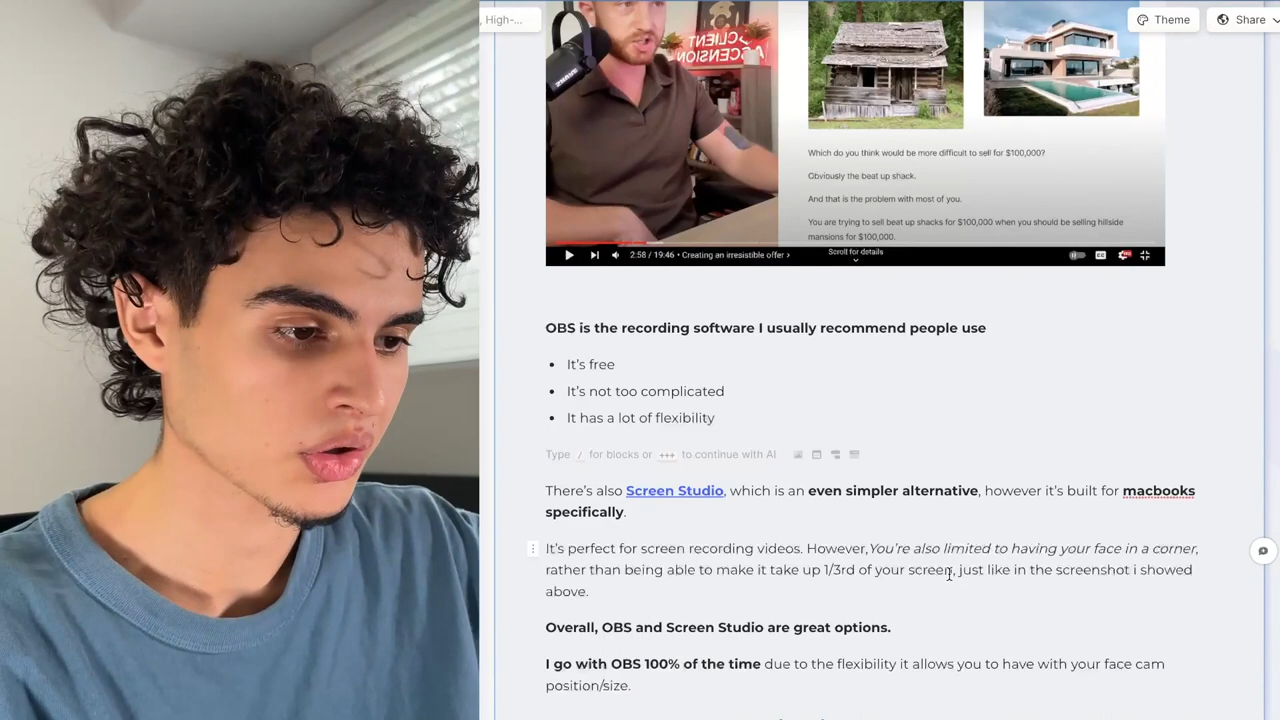 , High-...
Theme
Share
CLIENT
ASCENSION
Which do you think would be more difficult to sell for $100,000?
Obviously the beat up shack.
And that is the problem with most of you.
You are trying to sell beat up shacks for $100,000 when you should be selling hillside
mansions for $100,000.
2:58 / 19:46 • Creating an irresistible offer ›
Scroll for details
CC
OBS is the recording software I usually recommend people use
• It's free
• It's not too complicated
• It has a lot of flexibility
Type / for blocks or +++ to continue with AI
There's also Screen Studio, which is an even simpler alternative, however it's built for macbooks
specifically.
It's perfect for screen recording videos. However,You're also limited to having your face in a corner,
rather than being able to make it take up 1/3rd of your screen, just like in the screenshot i showed
above.
Overall, OBS and Screen Studio are great options.
I go with OBS 100% of the time due to the flexibility it allows you to have with your face cam
position/size.